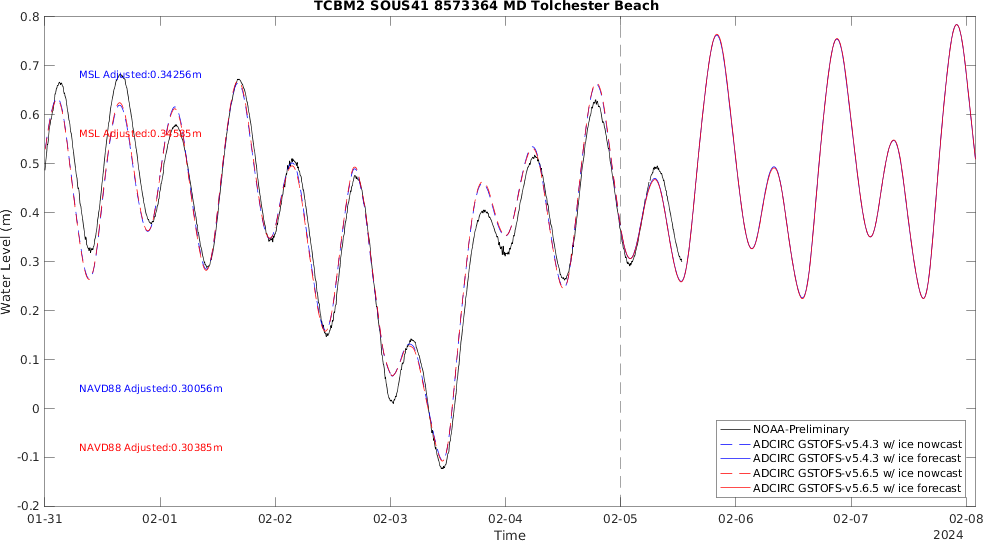 TCBM2 SOUS41 8573364 MD Tolchester Beach
0.8
0.7
0.6
0.5
0.4
0.3
0.2
0.1
0
-0.1
-0.2
Water Level (m)
MSL Adjusted:0.34256m
MSL Adjusted:0.34585m
NAVD88 Adjusted:0.30056m
NAVD88 Adjusted:0.30385m
NOAA-Preliminary
ADCIRC GSTOFS-v5.4.3 w/ ice nowcast
ADCIRC GSTOFS-v5.4.3 w/ ice forecast
ADCIRC GSTOFS-v5.6.5 w/ ice nowcast
ADCIRC GSTOFS-v5.6.5 w/ ice forecast
01-31 02-01 02-02 02-03 02-04 02-05 02-06 02-07 02-08
Time
2024